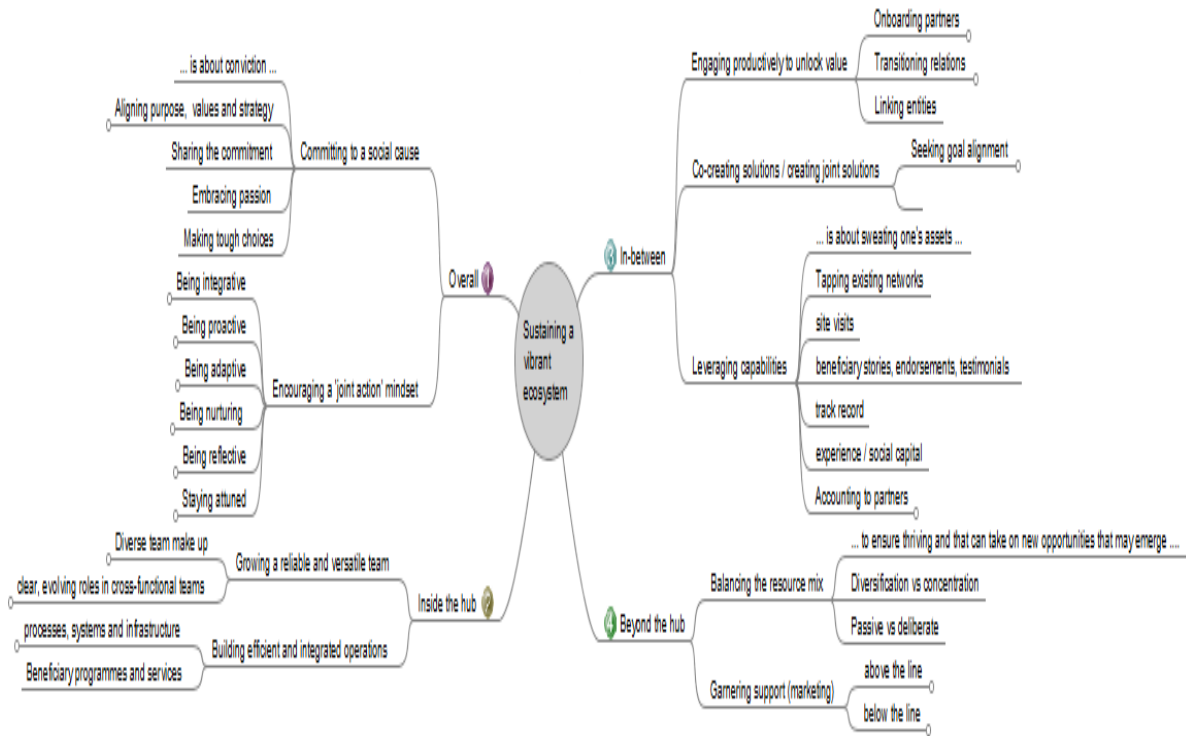 Sustaining a
vibrant
ecosystem
1
Overall
Committing to a social cause
... is about conviction ...
Aligning purpose, values and strategy
Sharing the commitment
Embracing passion
Making tough choices
Encouraging a 'joint action' mindset
Being integrative
Being proactive
Being adaptive
Being nurturing
Being reflective
Staying attuned
2
Inside the hub
Growing a reliable and versatile team
Diverse team make up
clear, evolving roles in cross-functional teams
Building efficient and integrated operations
processes, systems and infrastructure
Beneficiary programmes and services
3
In-between
Engaging productively to unlock value
Onboarding partners
Transitioning relations
Linking entities
Co-creating solutions / creating joint solutions
Seeking goal alignment
Leveraging capabilities
... is about sweating one's assets ...
Tapping existing networks
site visits
beneficiary stories, endorsements, testimonials
track record
experience / social capital
Accounting to partners
4
Beyond the hub
Balancing the resource mix
... to ensure thriving and that can take on new opportunities that may emerge ....
Diversification vs concentration
Passive vs deliberate
Garnering support (marketing)
above the line
below the line